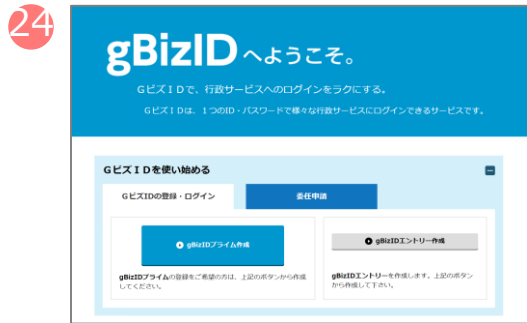 24
gBizID へようこそ。
GビズIDで、行政サービスへのログインをラクにする。
GビズIDは、1つのID・パスワードで様々な行政サービスにログインできるサービスです。
GビズIDを使い始める
GビズIDの登録・ログイン
委任申請
gBizIDプライム作成
gBizIDエントリー作成
gBizIDプライムの登録をご希望の方は、上記のボタンから作成
してください。
gBizIDエントリーを作成します。上記のボタン
から作成して下さい。